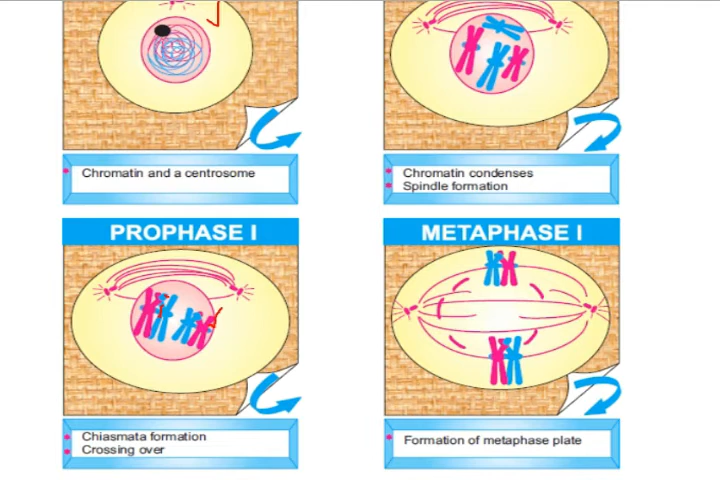 Chromatin and a centrosome
Chromatin condenses
Spindle formation
PROPHASE I
METAPHASE I
Chiasmata formation
Crossing over
Formation of metaphase plate